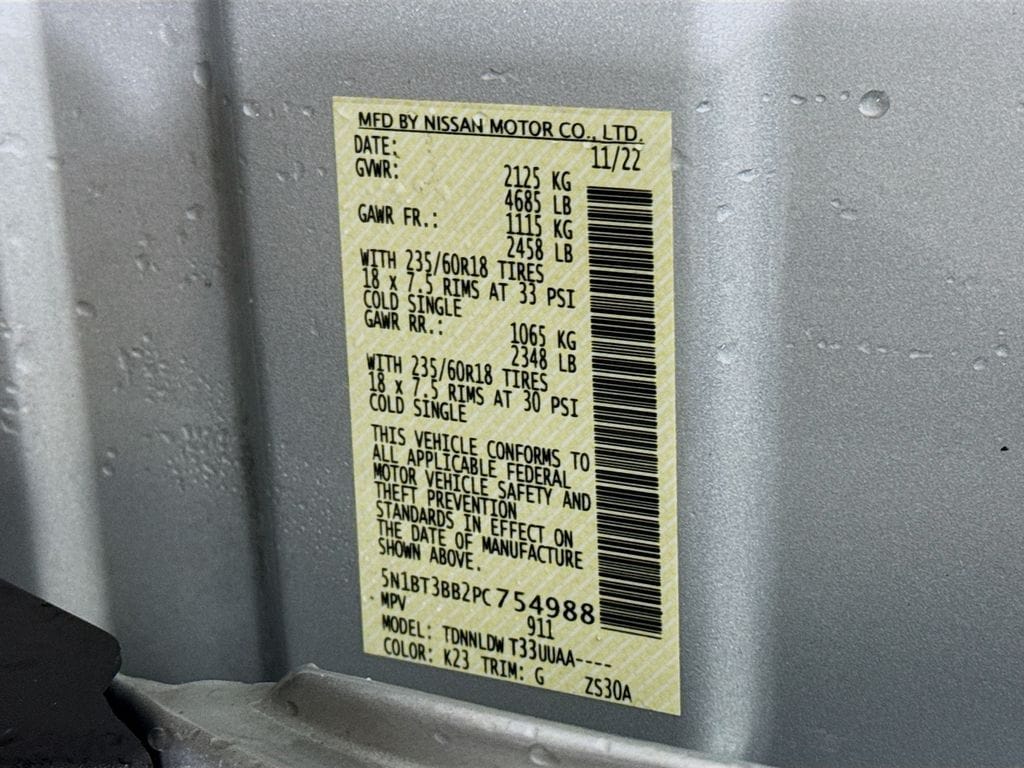 MFD BY NISSAN MOTOR CO., LTD.
DATE: 11/22
GVWR: 2125 KG
4685 LB
GAWR FR.: 1115 KG
2458 LB
WITH 235/60R18 TIRES
18 x 7.5 RIMS AT 33 PSI
COLD SINGLE
GAWR RR.: 1065 KG
2348 LB
WITH 235/60R18 TIRES
18 x 7.5 RIMS AT 30 PSI
COLD SINGLE
THIS VEHICLE CONFORMS TO
ALL APPLICABLE FEDERAL
MOTOR VEHICLE SAFETY AND
THEFT PREVENTION
STANDARDS IN EFFECT ON
THE DATE OF MANUFACTURE
SHOWN ABOVE.
5N1BT3BB2PC754988
MPV 911
MODEL: TDNNLDW T33UUAA----
COLOR: K23 TRIM: G ZS30A